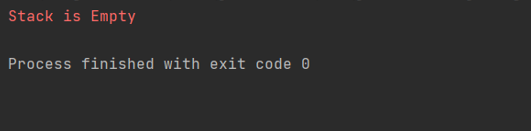 Stack is Empty
Process finished with exit code 0